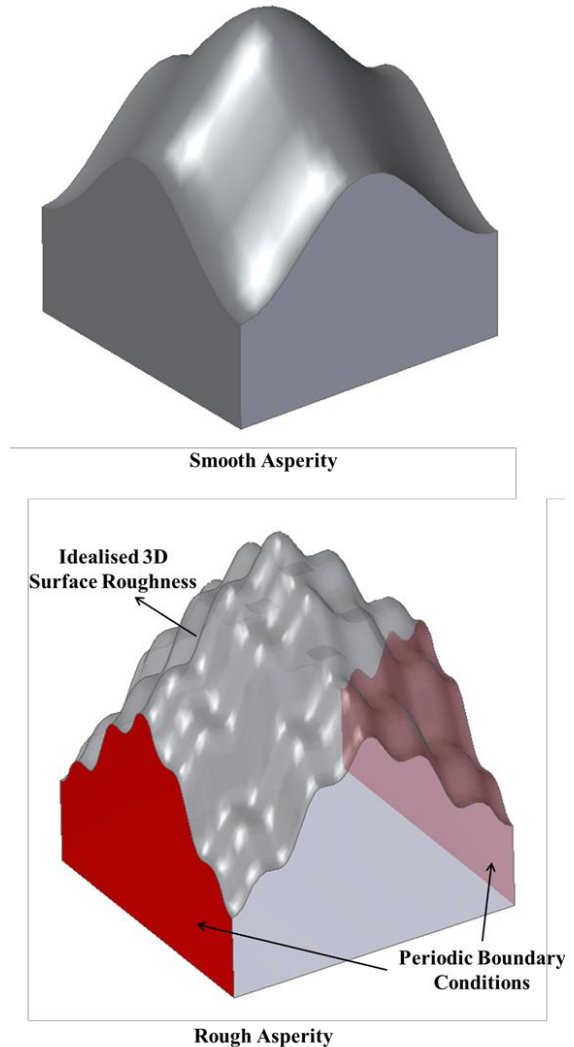 Smooth Asperity
Idealised 3D
Surface Roughness
Periodic Boundary
Conditions
Rough Asperity